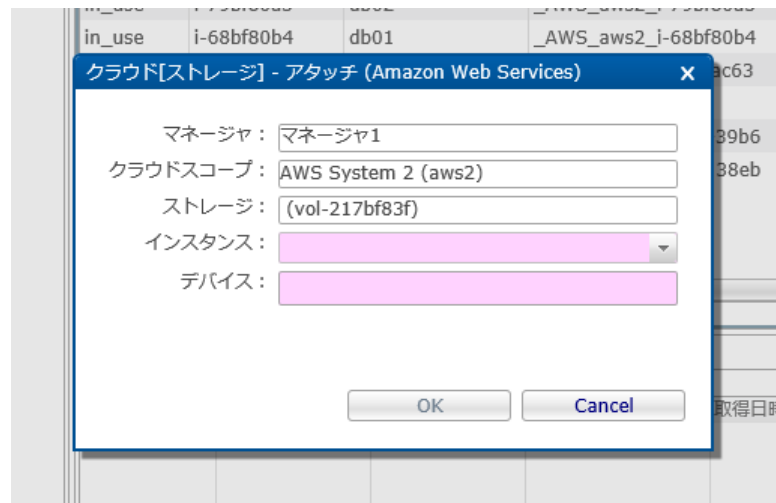 in_use i-68bf80b4 db01 _AWS_aws2_i-68bf80b4
クラウド[ストレージ] - アタッチ (Amazon Web Services) x ac63
マネージャ： マネージャ1 39b6
クラウドスコープ： AWS System 2 (aws2) 38eb
ストレージ： (vol-217bf83f)
インスタンス：
デバイス：
OK Cancel 取得日時